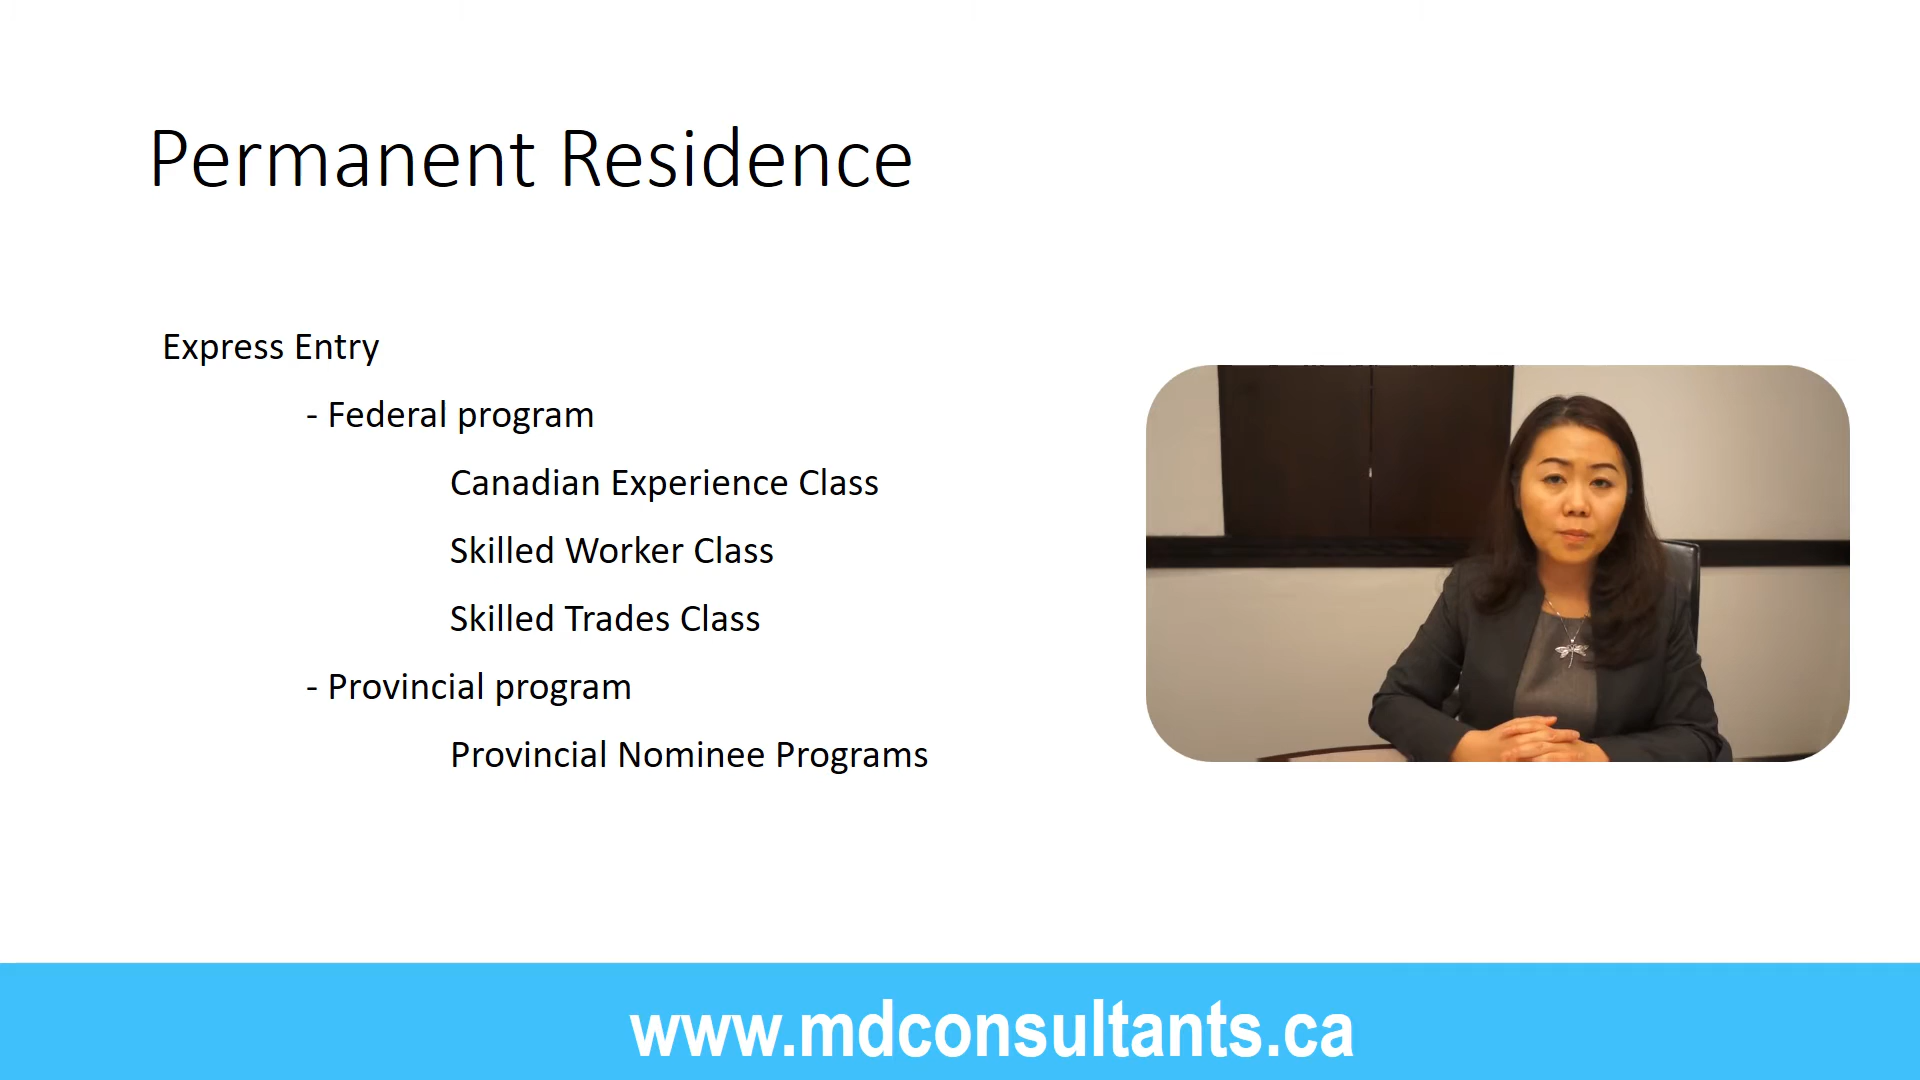 Permanent Residence
Express Entry
- Federal program
Canadian Experience Class
Skilled Worker Class
Skilled Trades Class
- Provincial program
Provincial Nominee Programs
www.mdconsultants.ca